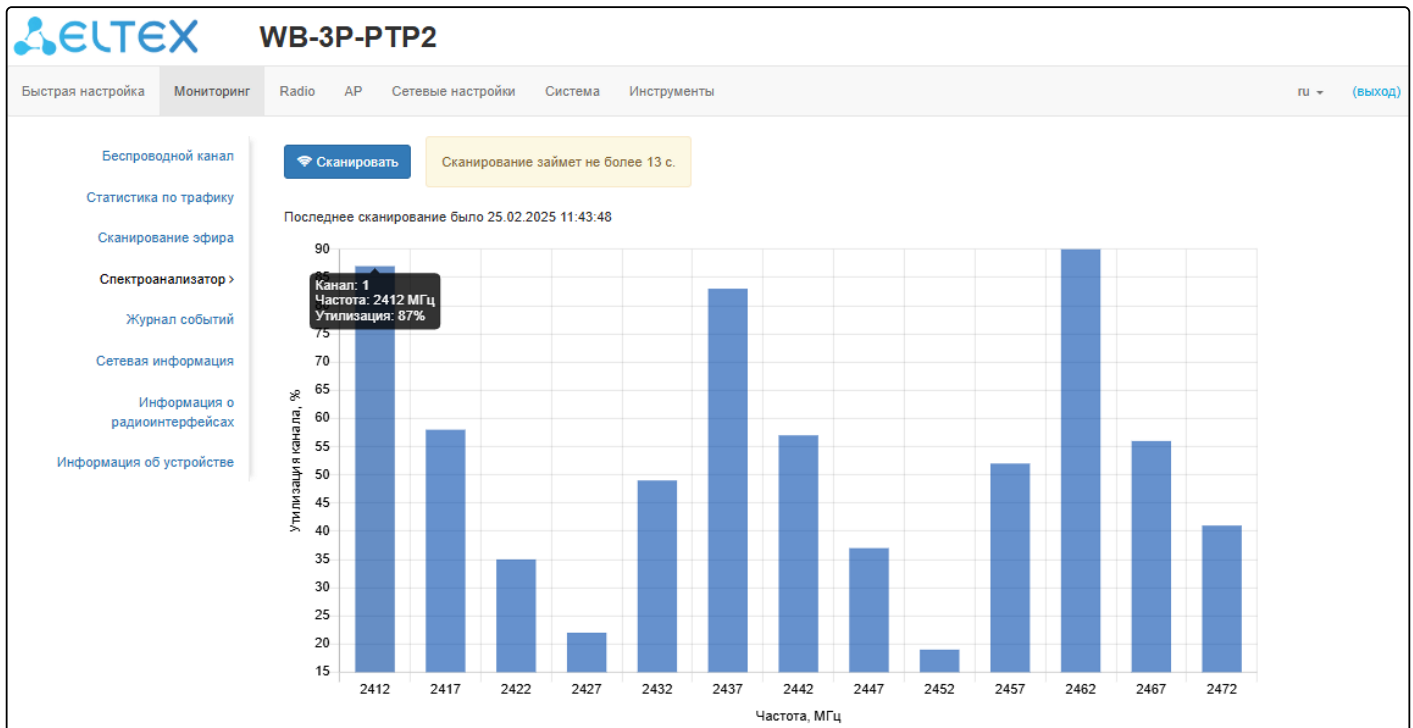 ELTEX WB-3P-PTP2
Быстрая настройка Мониторинг Radio AP Сетевые настройки Система Инструменты ru (выход)
Беспроводной канал
Статистика по трафику
Сканирование эфира
Спектроанализатор >
Журнал событий
Сетевая информация
Информация о
радиоинтерфейсах
Информация об устройстве
Сканировать
Сканирование займет не более 13 с.
Последнее сканирование было 25.02.2025 11:43:48
Утилизация канала, %
90
85
Канал: 1
Частота: 2412 МГц
Утилизация: 87%
75
70
65
60
55
50
45
40
35
30
25
20
15
2412 2417 2422 2427 2432 2437 2442 2447 2452 2457 2462 2467 2472
Частота, МГц